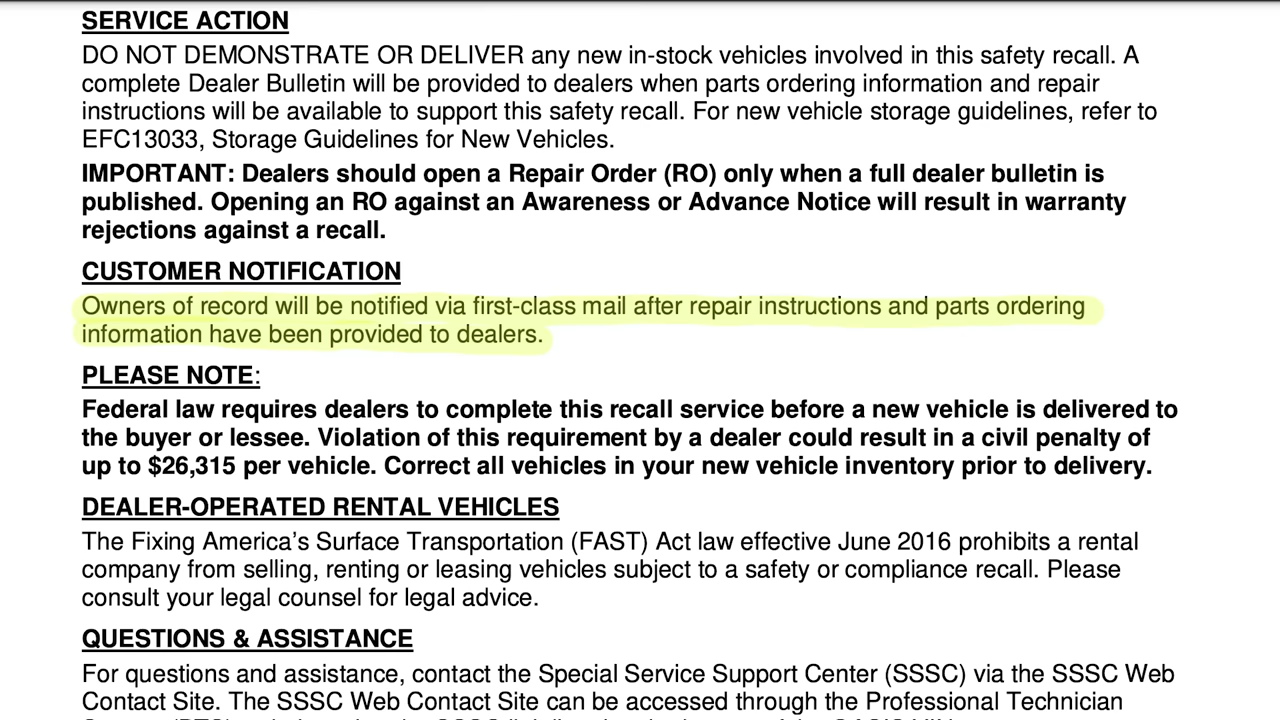 SERVICE ACTION
DO NOT DEMONSTRATE OR DELIVER any new in-stock vehicles involved in this safety recall. A
complete Dealer Bulletin will be provided to dealers when parts ordering information and repair
instructions will be available to support this safety recall. For new vehicle storage guidelines, refer to
EFC13033, Storage Guidelines for New Vehicles.
IMPORTANT: Dealers should open a Repair Order (RO) only when a full dealer bulletin is
published. Opening an RO against an Awareness or Advance Notice will result in warranty
rejections against a recall.
CUSTOMER NOTIFICATION
Owners of record will be notified via first-class mail after repair instructions and parts ordering
information have been provided to dealers.
PLEASE NOTE:
Federal law requires dealers to complete this recall service before a new vehicle is delivered to
the buyer or lessee. Violation of this requirement by a dealer could result in a civil penalty of
up to $26,315 per vehicle. Correct all vehicles in your new vehicle inventory prior to delivery.
DEALER-OPERATED RENTAL VEHICLES
The Fixing America’s Surface Transportation (FAST) Act law effective June 2016 prohibits a rental
company from selling, renting or leasing vehicles subject to a safety or compliance recall. Please
consult your legal counsel for legal advice.
QUESTIONS & ASSISTANCE
For questions and assistance, contact the Special Service Support Center (SSSC) via the SSSC Web
Contact Site. The SSSC Web Contact Site can be accessed through the Professional Technician